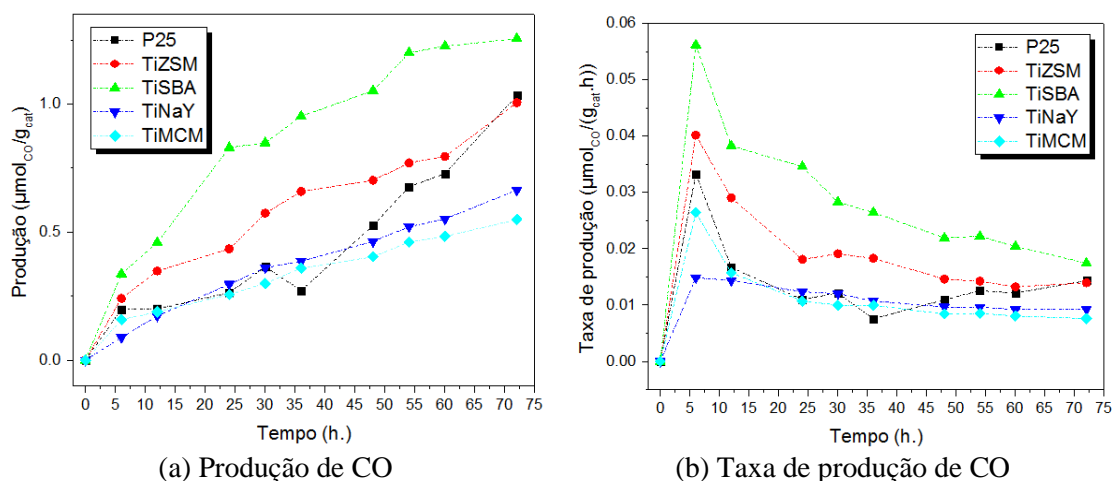 P25
TiZSM
TiSBA
TiNaY
TiMCM
Produção (μmol_CO/g_cat)
1.0
0.5
0.0
0 5 10 15 20 25 30 35 40 45 50 55 60 65 70 75
Tempo (h.)
(a) Produção de CO
P25
TiZSM
TiSBA
TiNaY
TiMCM
Taxa de produção (μmol_CO/(g_cat.h))
0.06
0.05
0.04
0.03
0.02
0.01
0.00
0 5 10 15 20 25 30 35 40 45 50 55 60 65 70 75
Tempo (h.)
(b) Taxa de produção de CO